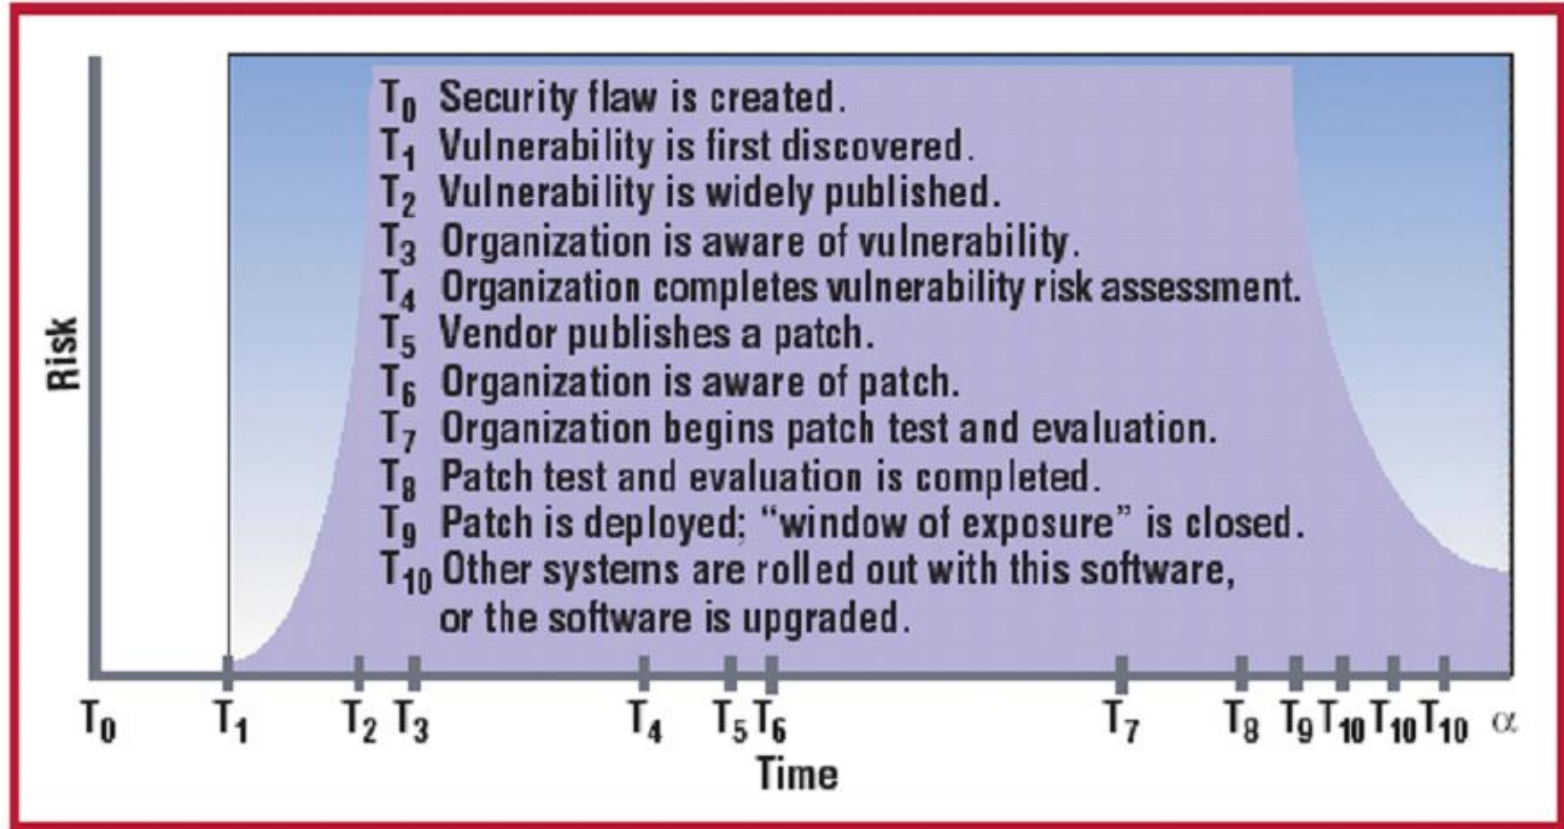 T0 Security flaw is created.
T1 Vulnerability is first discovered.
T2 Vulnerability is widely published.
T3 Organization is aware of vulnerability.
T4 Organization completes vulnerability risk assessment.
T5 Vendor publishes a patch.
T6 Organization is aware of patch.
T7 Organization begins patch test and evaluation.
T8 Patch test and evaluation is completed.
T9 Patch is deployed; “window of exposure” is closed.
T10 Other systems are rolled out with this software,
or the software is upgraded.
Risk
T0 T1 T2 T3 T4 T5 T6 T7 T8 T9 T10 T10 T10 α
Time